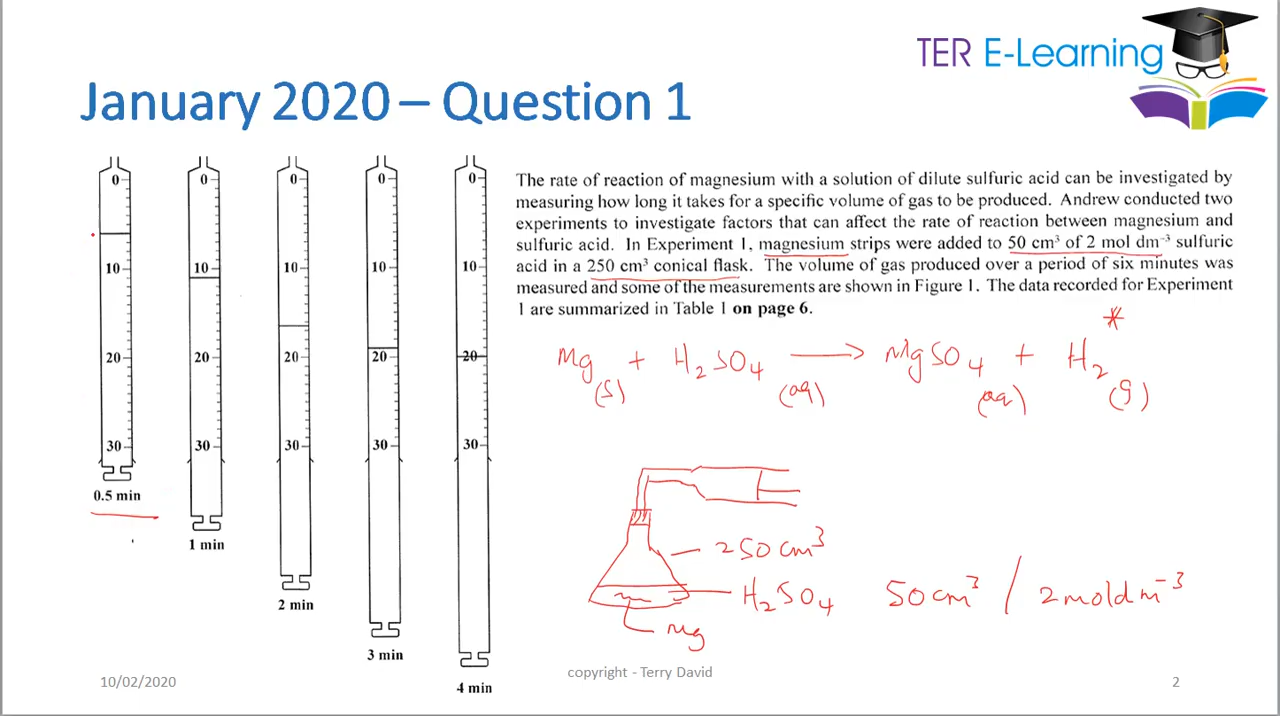 TER E-Learning
January 2020 – Question 1
0
10
20
30
0.5 min
0
10
20
30
1 min
0
10
20
30
2 min
0
10
20
30
3 min
0
10
20
30
4 min
The rate of reaction of magnesium with a solution of dilute sulfuric acid can be investigated by
measuring how long it takes for a specific volume of gas to be produced. Andrew conducted two
experiments to investigate factors that can affect the rate of reaction between magnesium and
sulfuric acid. In Experiment 1, magnesium strips were added to 50 cm³ of 2 mol dm⁻³ sulfuric
acid in a 250 cm³ conical flask. The volume of gas produced over a period of six minutes was
measured and some of the measurements are shown in Figure 1. The data recorded for Experiment
1 are summarized in Table 1 on page 6.
*
Mg(s) + H₂SO₄(aq) → MgSO₄(aq) + H₂(g)
250 cm³
H₂SO₄ 50 cm³ / 2 mol dm⁻³
Mg
10/02/2020
copyright - Terry David
2